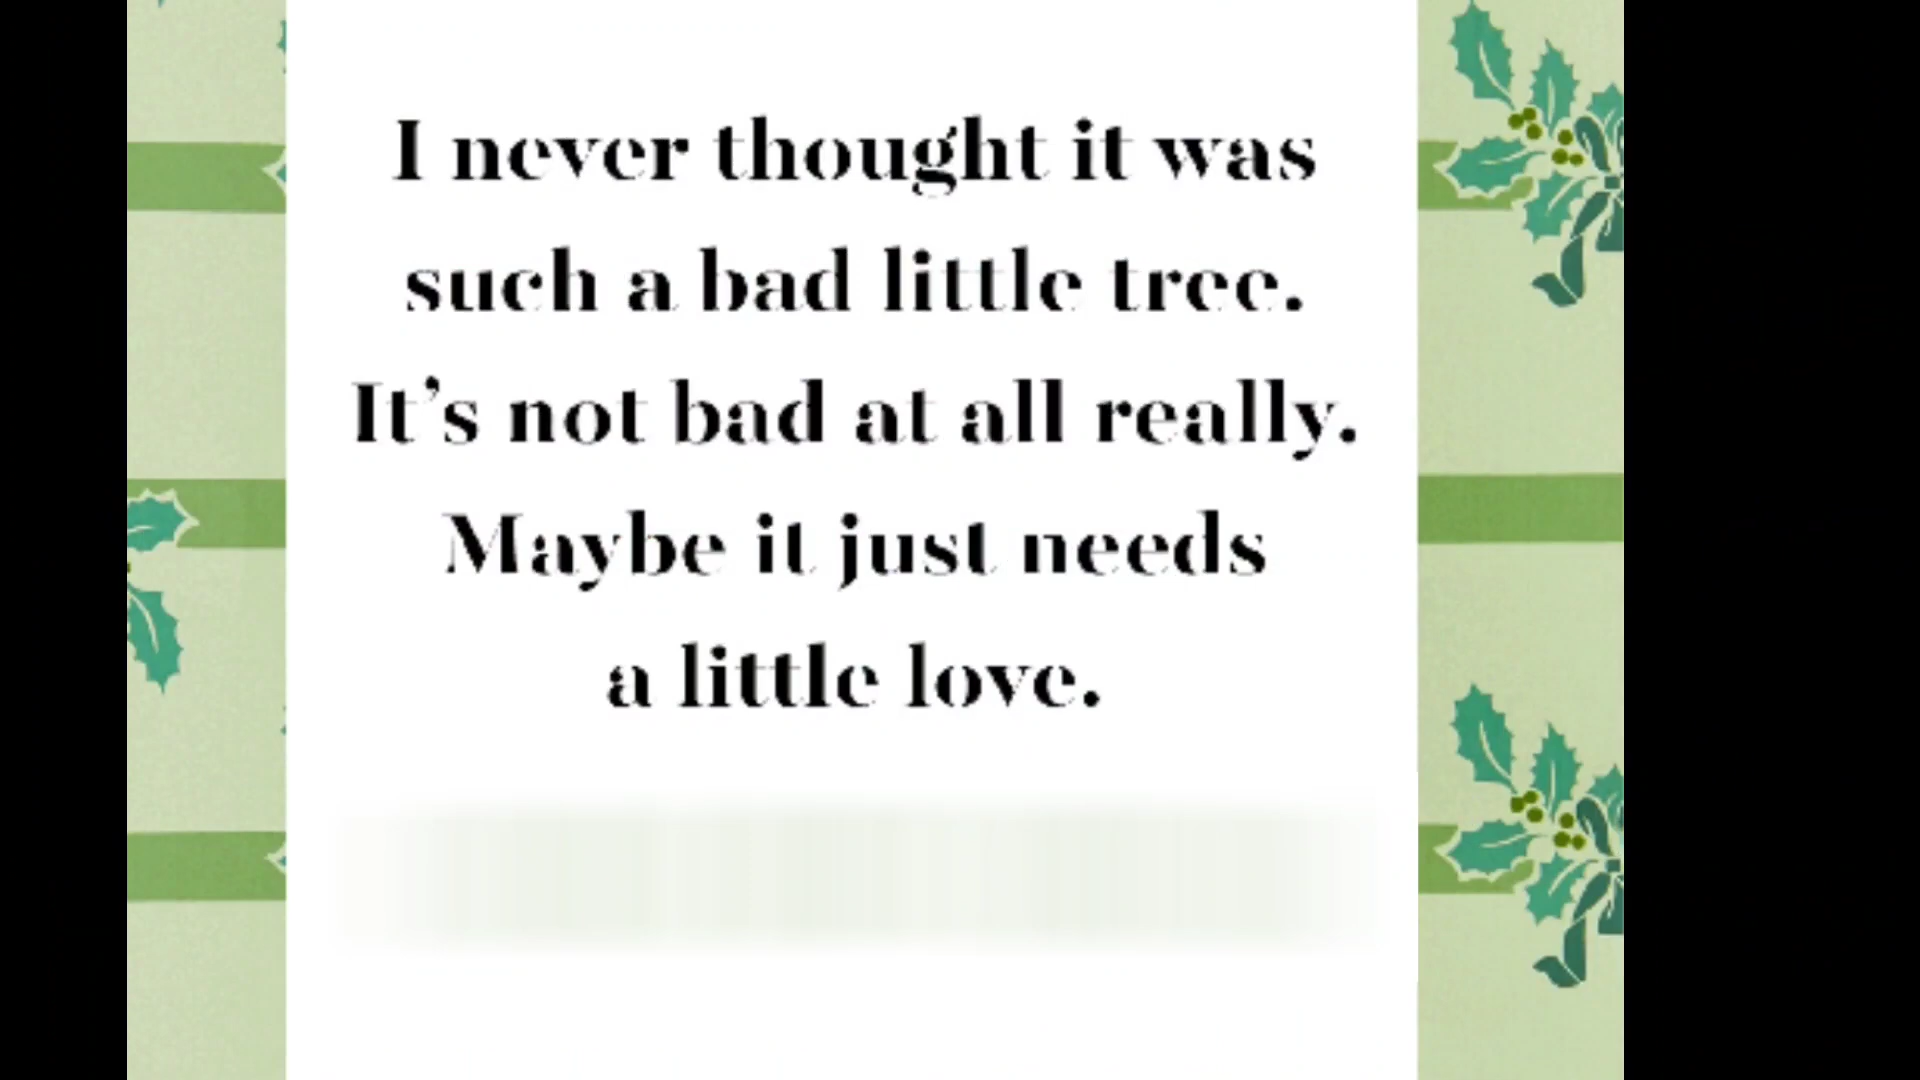 I never thought it was
such a bad little tree.
It’s not bad at all really.
Maybe it just needs
a little love.